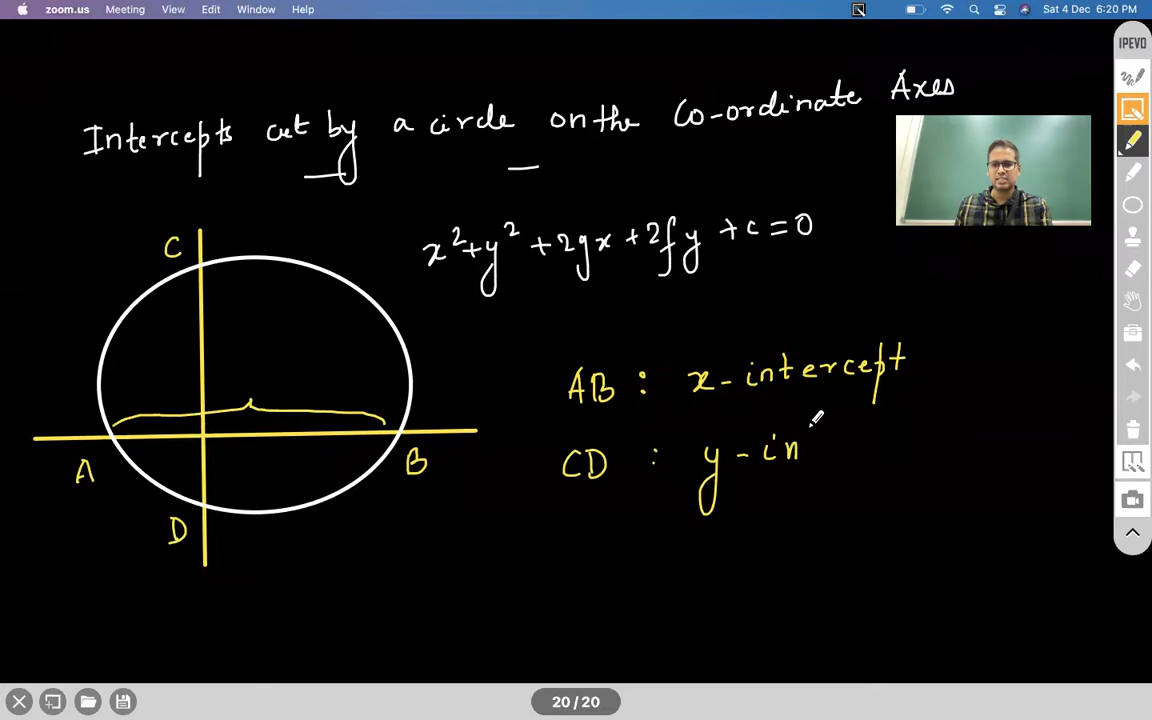 zoom.us Meeting View Edit Window Help Sat 4 Dec 6:20 PM
IPEVO
Intercepts cut by a circle on the Co-ordinate Axes
x²+y²+2gx+2fy+c=0
C
AB : x-intercept
A B
CD : y-in
D
20/20